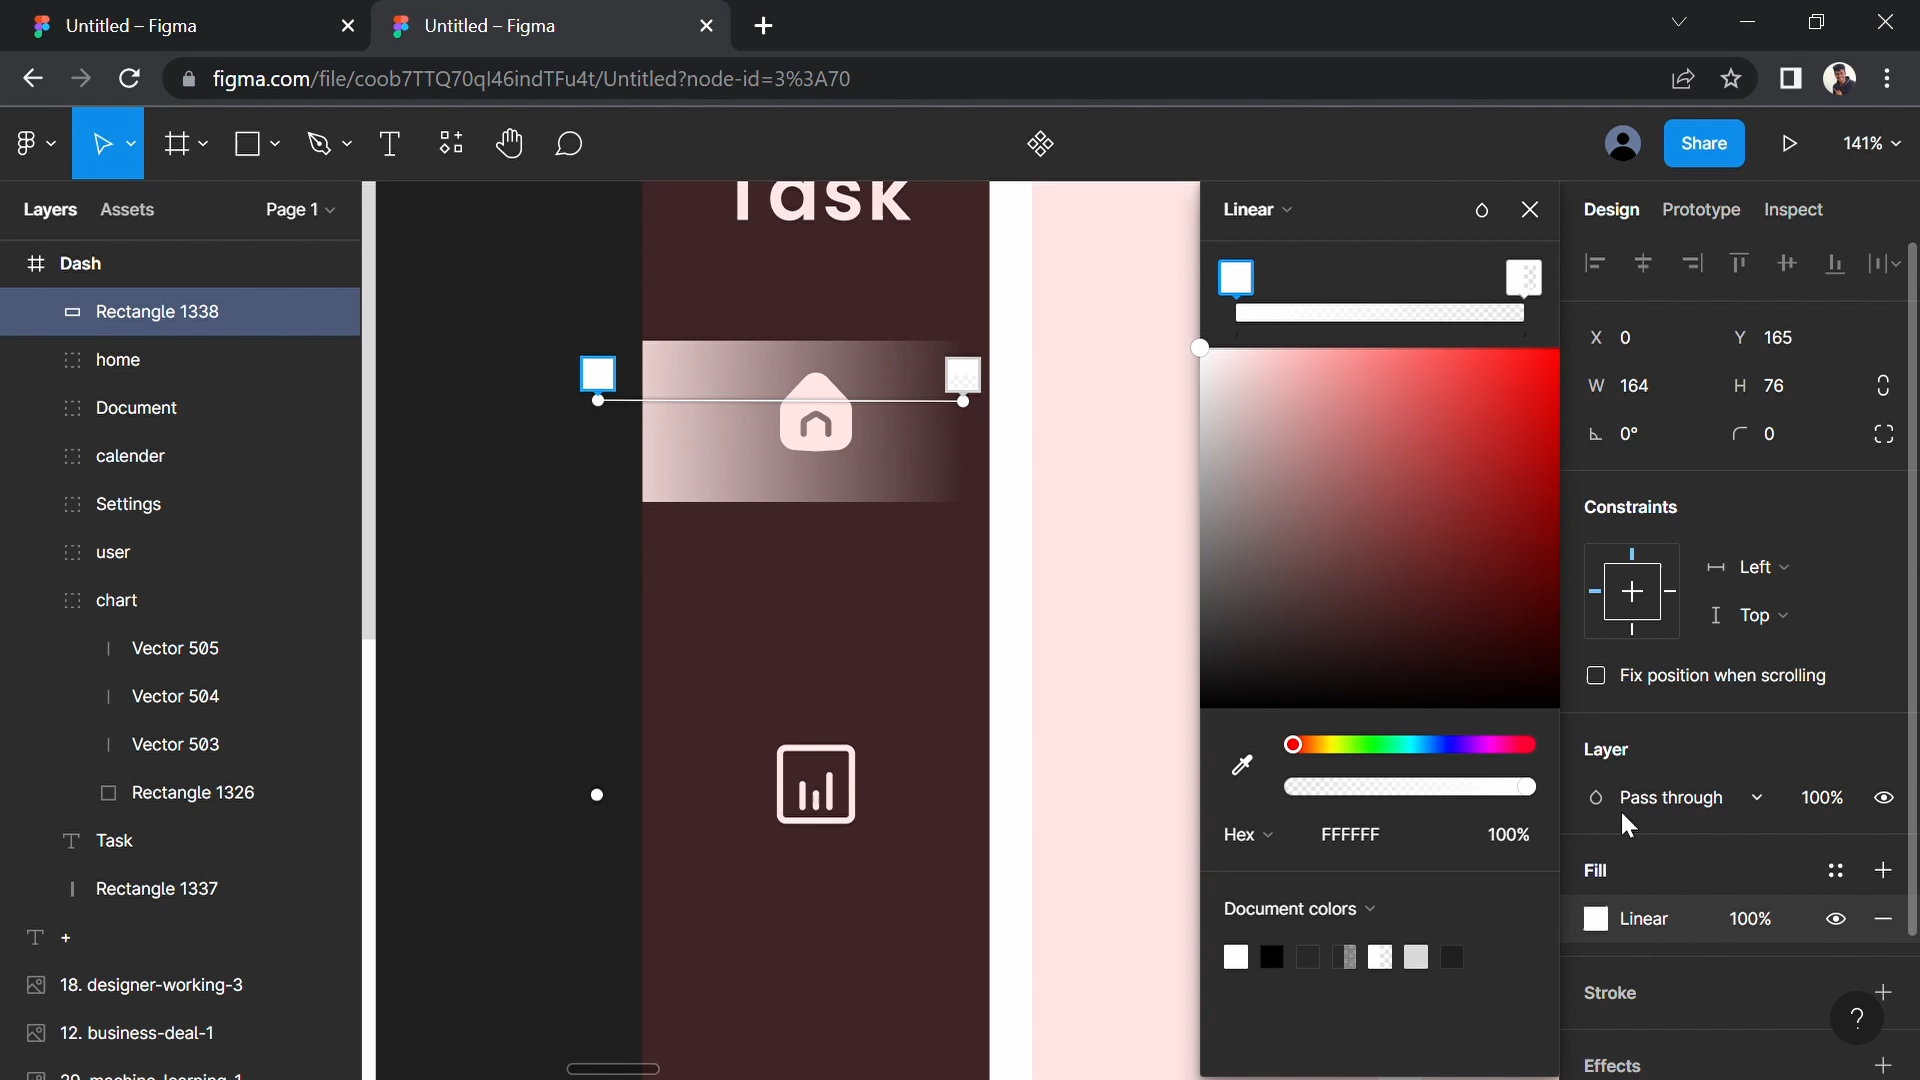 Untitled – Figma
Untitled – Figma
figma.com/file/coob7TTQ70ql46indTFu4t/Untitled?node-id=3%3A70
T
Share
141%
Layers
Assets
Page 1
Dash
Rectangle 1338
home
Document
calender
Settings
user
chart
Vector 505
Vector 504
Vector 503
Rectangle 1326
Task
Rectangle 1337
+
18. designer-working-3
12. business-deal-1
Task
Linear
Hex
FFFFFF
100%
Document colors
Design
Prototype
Inspect
X 0
Y 165
W 164
H 76
0°
0
Constraints
Left
Top
Fix position when scrolling
Layer
Pass through
100%
Fill
Linear
100%
Stroke
?
Effects